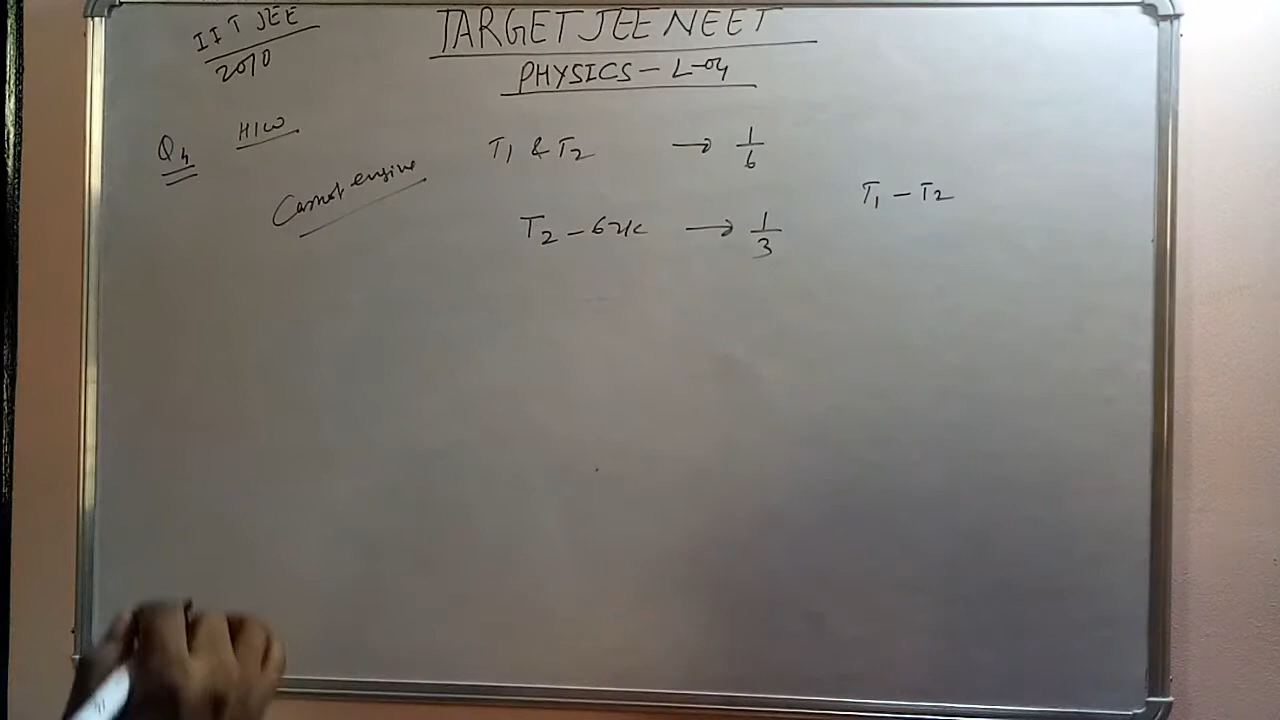 IIT JEE
2010
TARGET JEE NEET
PHYSICS - L-04
Q4
H/W
Carnot engine
T1 & T2 → 1/6
T1 - T2
T2 - 62K → 1/3